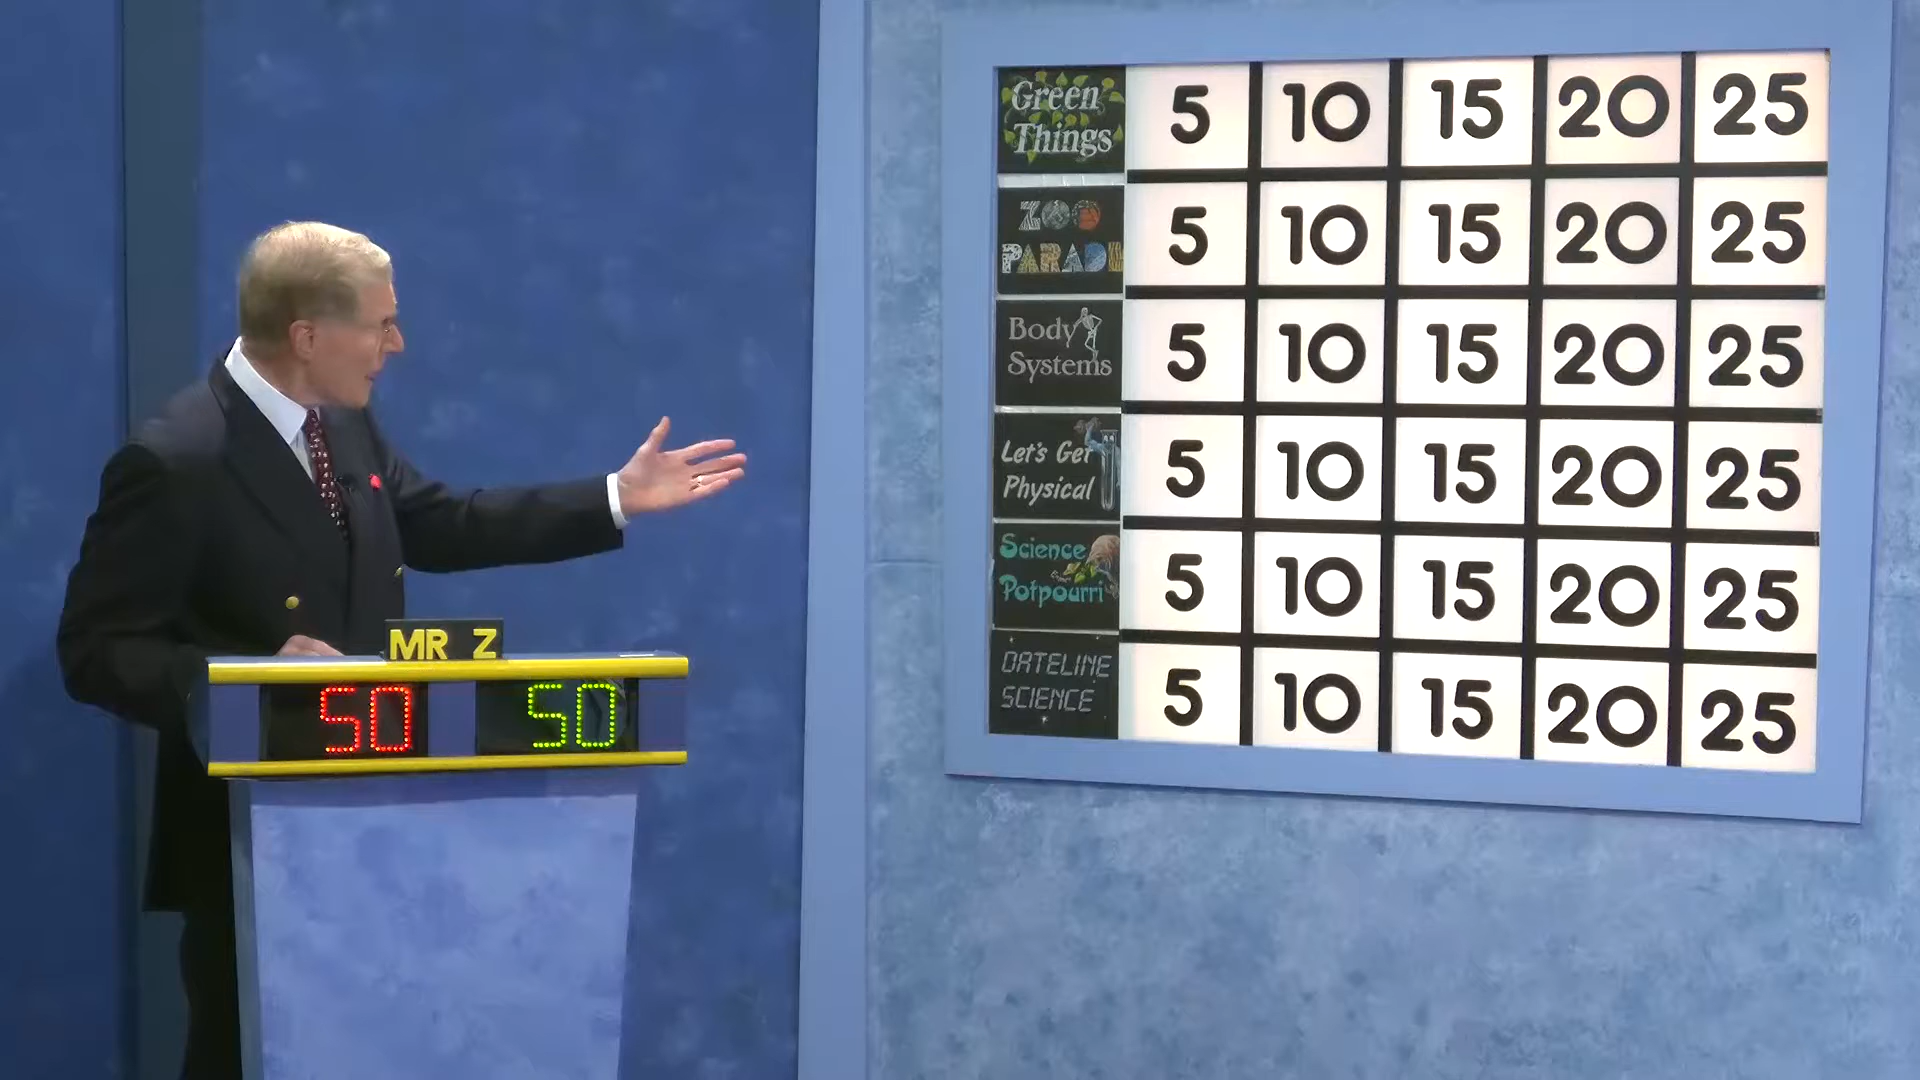 Green
Things
5 10 15 20 25
ZOO
PARADE
5 10 15 20 25
Body
Systems
5 10 15 20 25
Let's Get
Physical
5 10 15 20 25
Science
Potpourri
5 10 15 20 25
DATELINE
SCIENCE
5 10 15 20 25
MR Z
50 50